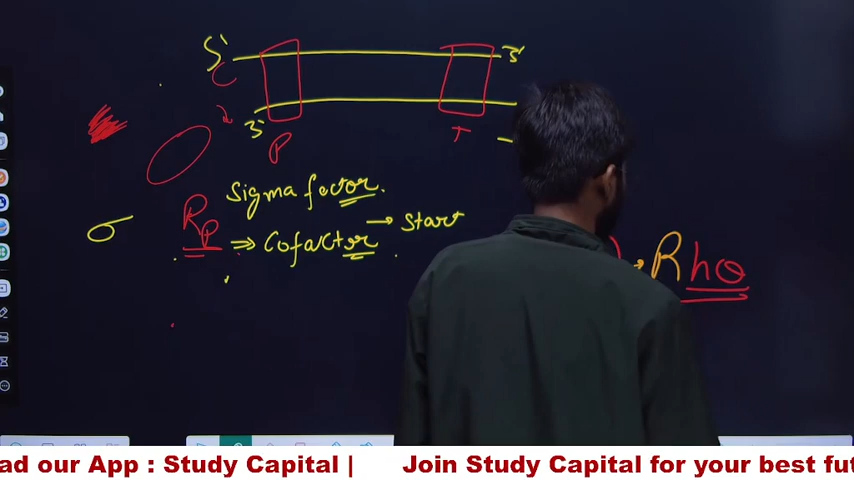 5' 3'
3' P T
Sigma factor.
σ Rp ⇒ Cofactor → Start
Rho
ad our App : Study Capital | Join Study Capital for your best fut